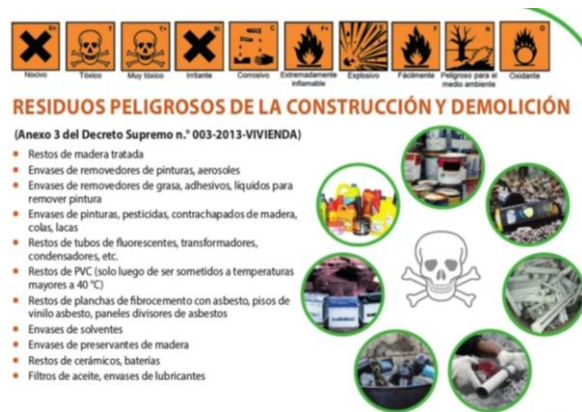 Xn T T+ Xi C F+ E F N O
Nocivo Tóxico Muy tóxico Irritante Corrosivo Extremadamente Explosivo Fácilmente Peligroso para el Oxidante
inflamable medio ambiente
RESIDUOS PELIGROSOS DE LA CONSTRUCCIÓN Y DEMOLICIÓN
(Anexo 3 del Decreto Supremo n.° 003-2013-VIVIENDA)
• Restos de madera tratada
• Envases de removedores de pinturas, aerosoles
• Envases de removedores de grasa, adhesivos, líquidos para
remover pintura
• Envases de pinturas, pesticidas, contrachapados de madera,
colas, lacas
• Restos de tubos de fluorescentes, transformadores,
condensadores, etc.
• Restos de PVC (solo luego de ser sometidos a temperaturas
mayores a 40 °C)
• Restos de planchas de fibrocemento con asbesto, pisos de
vinilo asbesto, paneles divisores de asbestos
• Envases de solventes
• Envases de preservantes de madera
• Restos de cerámicos, baterías
• Filtros de aceite, envases de lubricantes